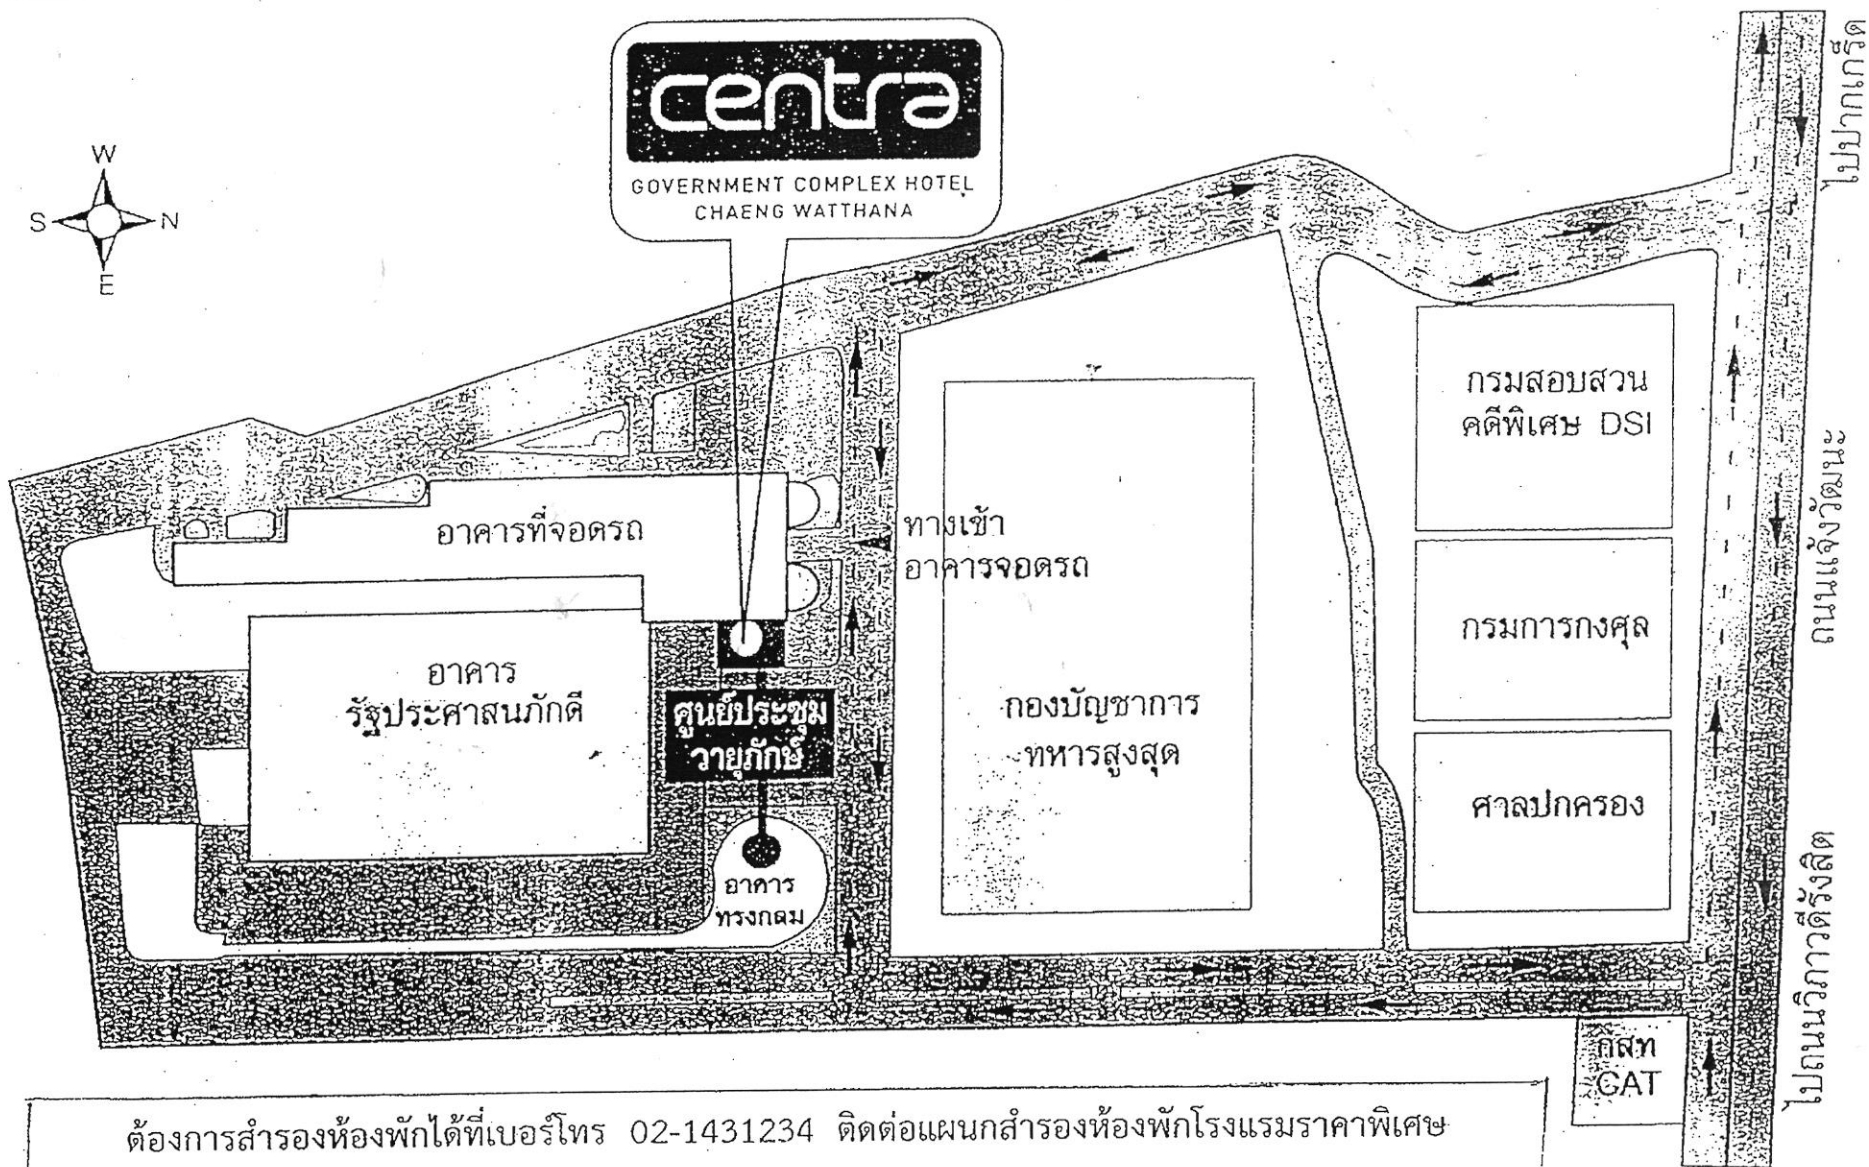 centra
GOVERNMENT COMPLEX HOTEL
CHAENG WATTHANA
W
S
N
E
ไปปากเกร็ด
กรมสอบสวน
คดีพิเศษ DSI
อาคารที่จอดรถ
ทางเข้า
อาคารจอดรถ
ถนนแจ้งวัฒนะ
กรมการกงศุล
อาคาร
รัฐประศาสนภักดี
ศูนย์ประชุม
วายุภักษ์
กองบัญชาการ
ทหารสูงสุด
ศาลปกครอง
อาคาร
ทรงกลม
ไปถนนวิภาวดีรังสิต
กสท
CAT
ต้องการสำรองห้องพักได้ที่เบอร์โทร 02-1431234 ติดต่อแผนกสำรองห้องพักโรงแรมราคาพิเศษ